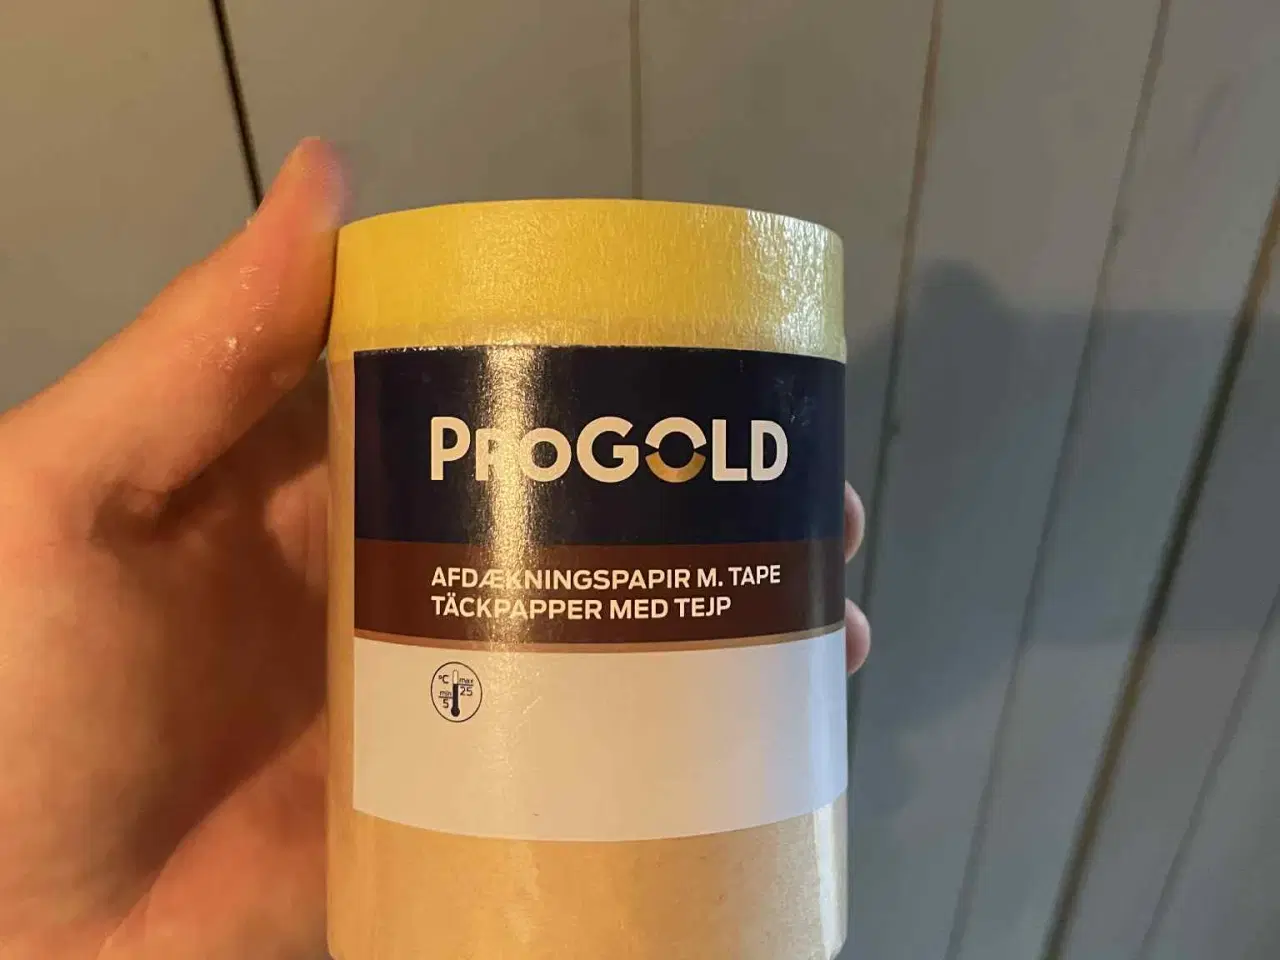 PROGOLD
AFDÆKNINGSPAPIR M. TAPE
TÄCKPAPPER MED TEJP
°C max
min 25
5